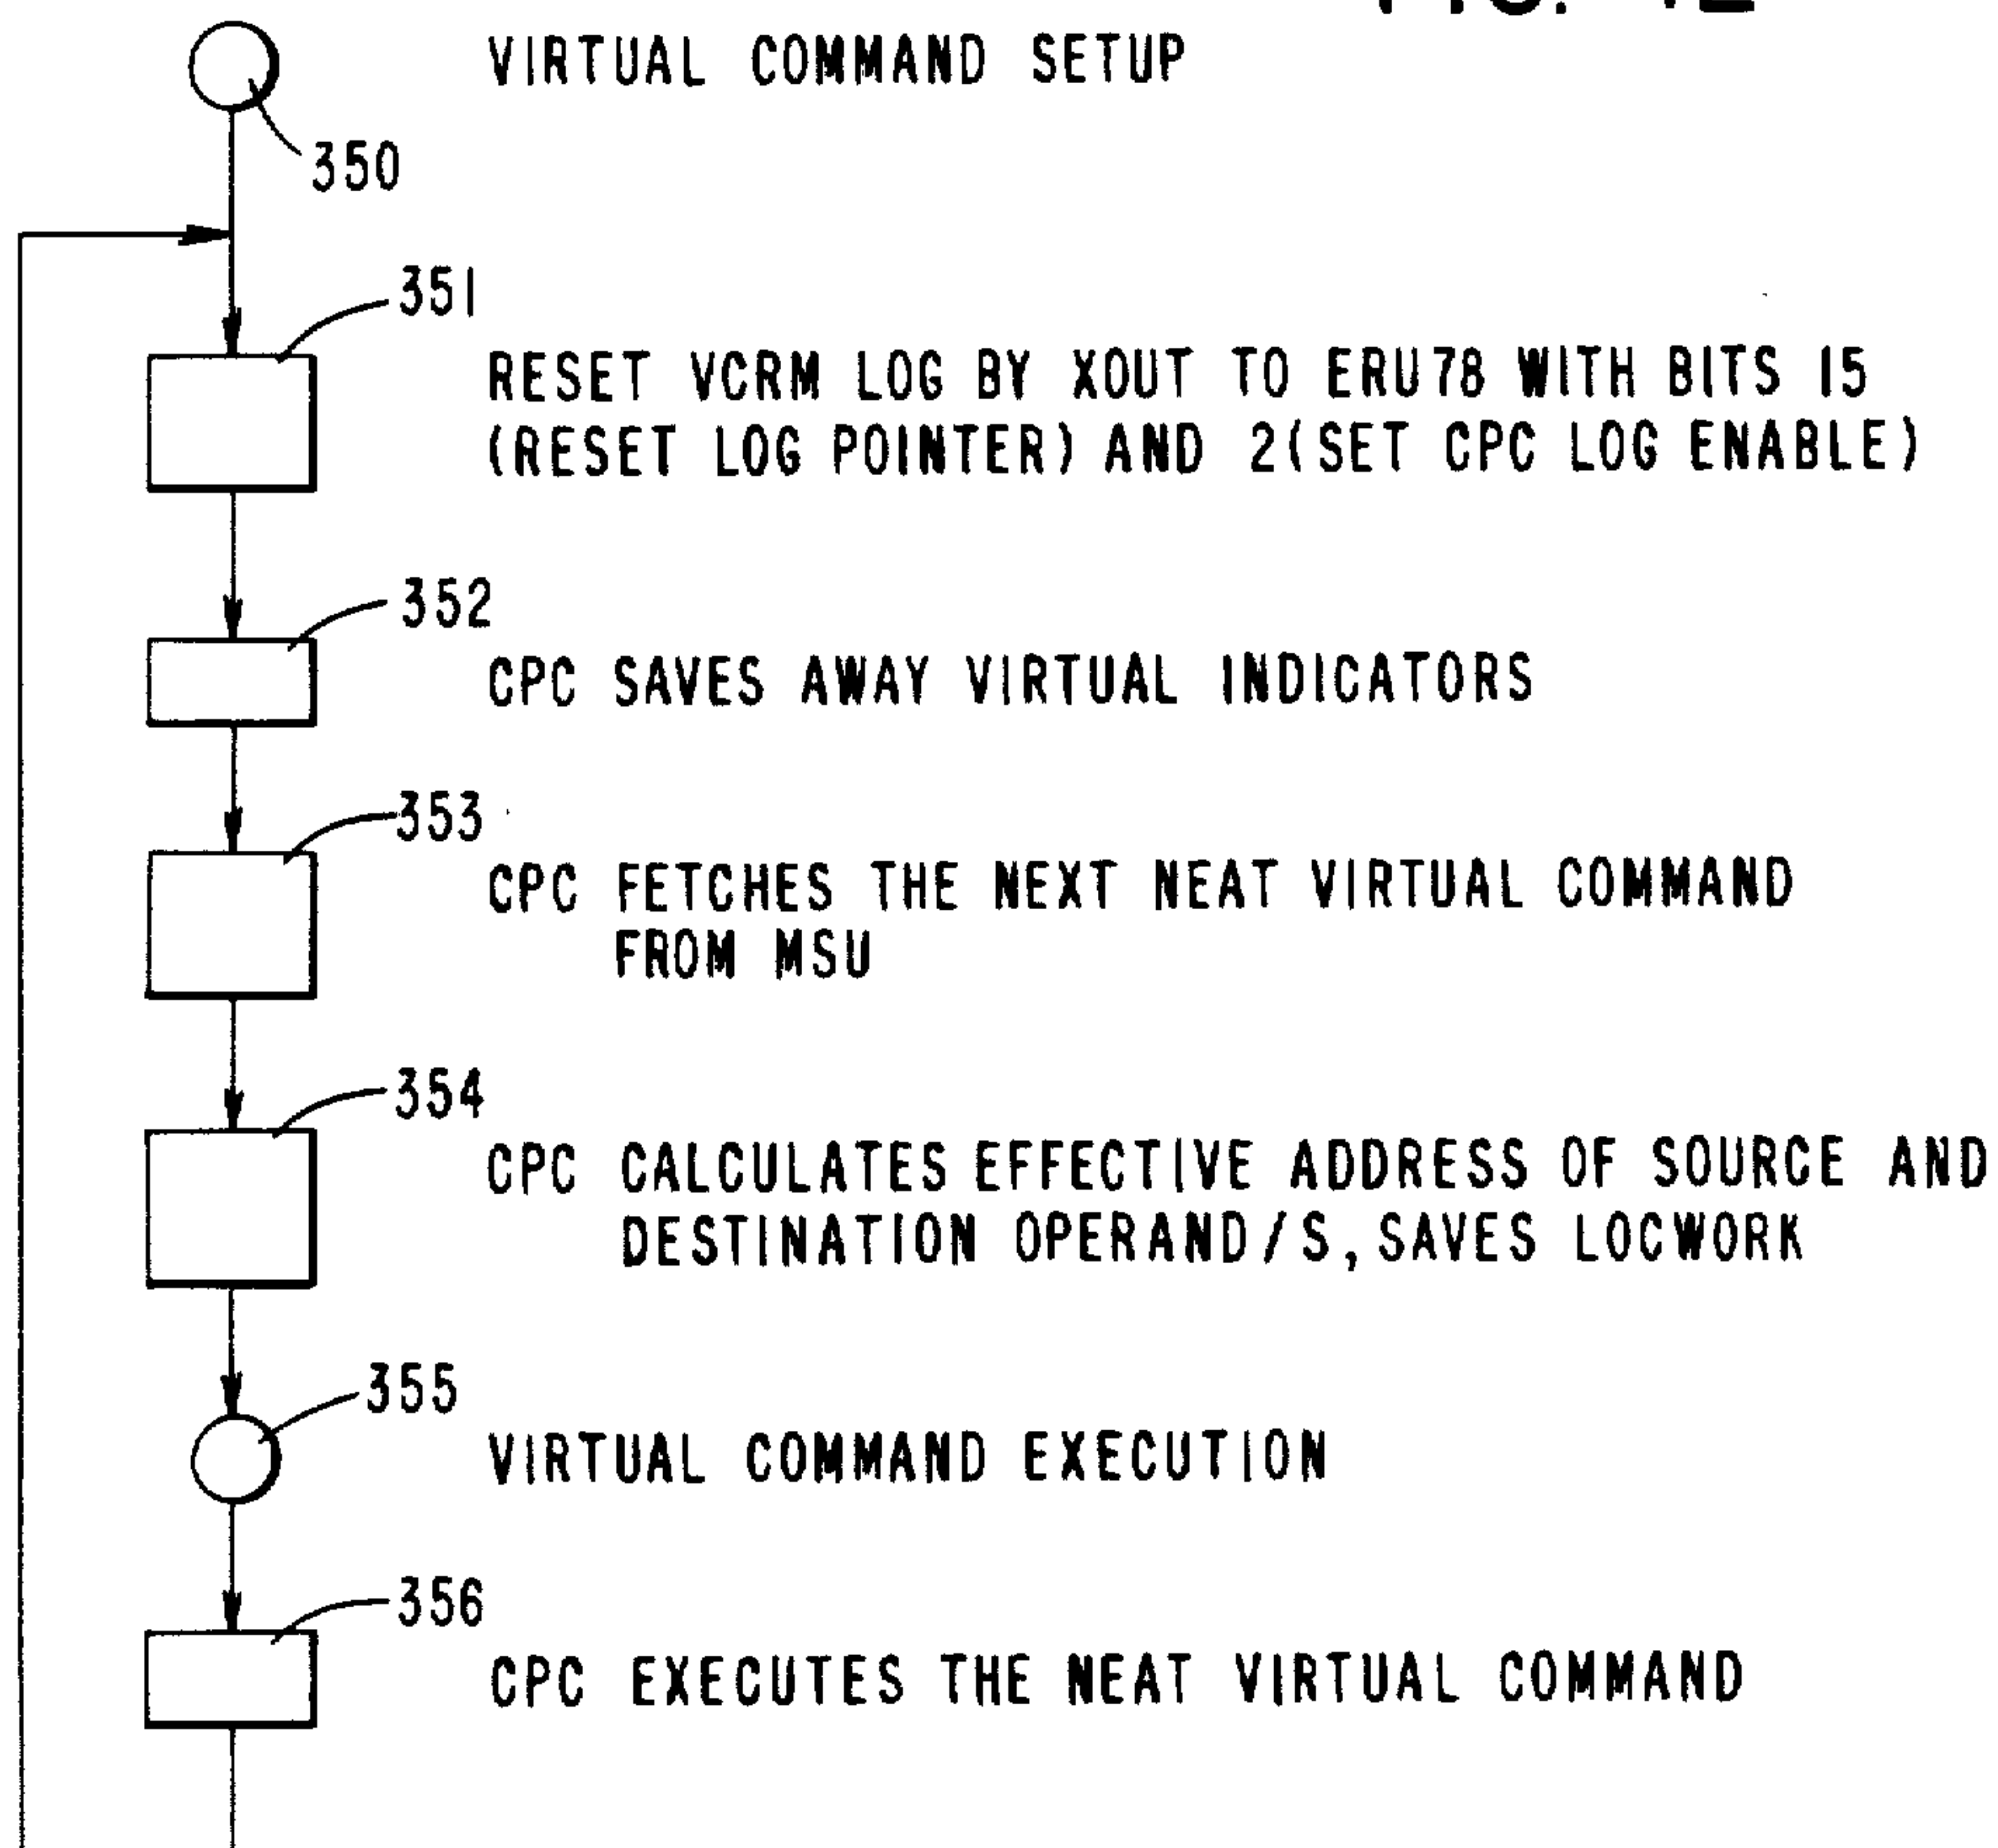 VIRTUAL COMMAND SETUP
350
351
RESET VCRM LOG BY XOUT TO ERU78 WITH BITS 15
(RESET LOG POINTER) AND 2(SET CPC LOG ENABLE)
352
CPC SAVES AWAY VIRTUAL INDICATORS
353
CPC FETCHES THE NEXT NEAT VIRTUAL COMMAND
FROM MSU
354
CPC CALCULATES EFFECTIVE ADDRESS OF SOURCE AND
DESTINATION OPERAND/S, SAVES LOCWORK
355
VIRTUAL COMMAND EXECUTION
356
CPC EXECUTES THE NEAT VIRTUAL COMMAND